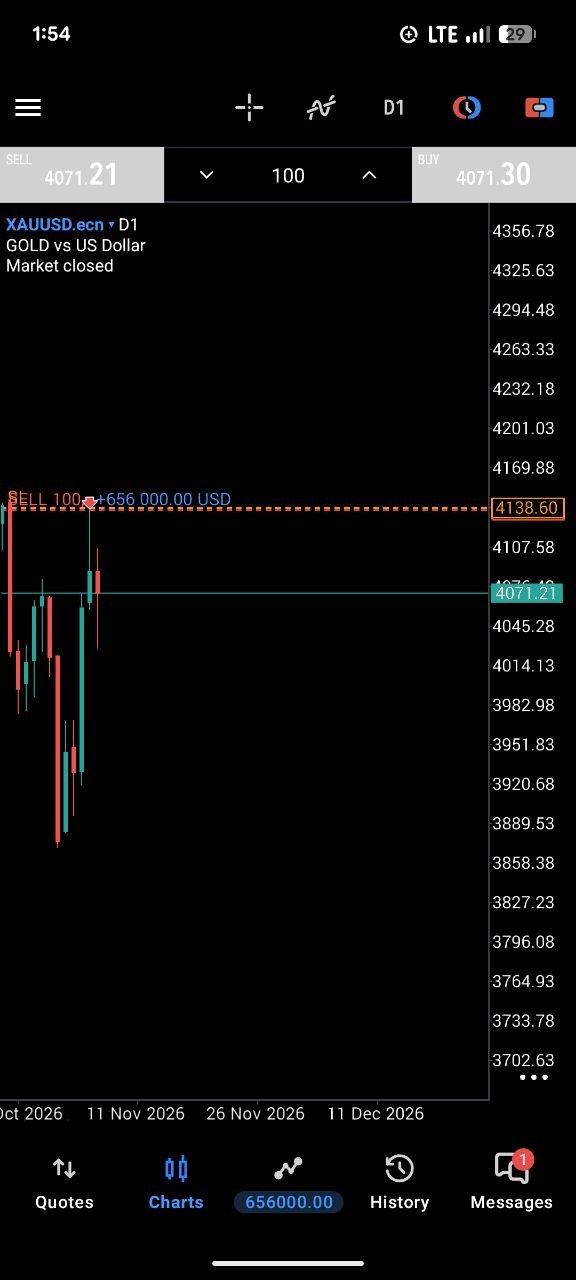 1:54
LTE
29
D1
SELL
4071.21
100
BUY
4071.30
XAUUSD.ecn ▾ D1
GOLD vs US Dollar
Market closed
4356.78
4325.63
4294.48
4263.33
4232.18
4201.03
4169.88
SELL 100
+656 000.00 USD
4138.60
4107.58
4071.21
4045.28
4014.13
3982.98
3951.83
3920.68
3889.53
3858.38
3827.23
3796.08
3764.93
3733.78
3702.63
Oct 2026
11 Nov 2026
26 Nov 2026
11 Dec 2026
656000.00
1
Quotes
Charts
History
Messages